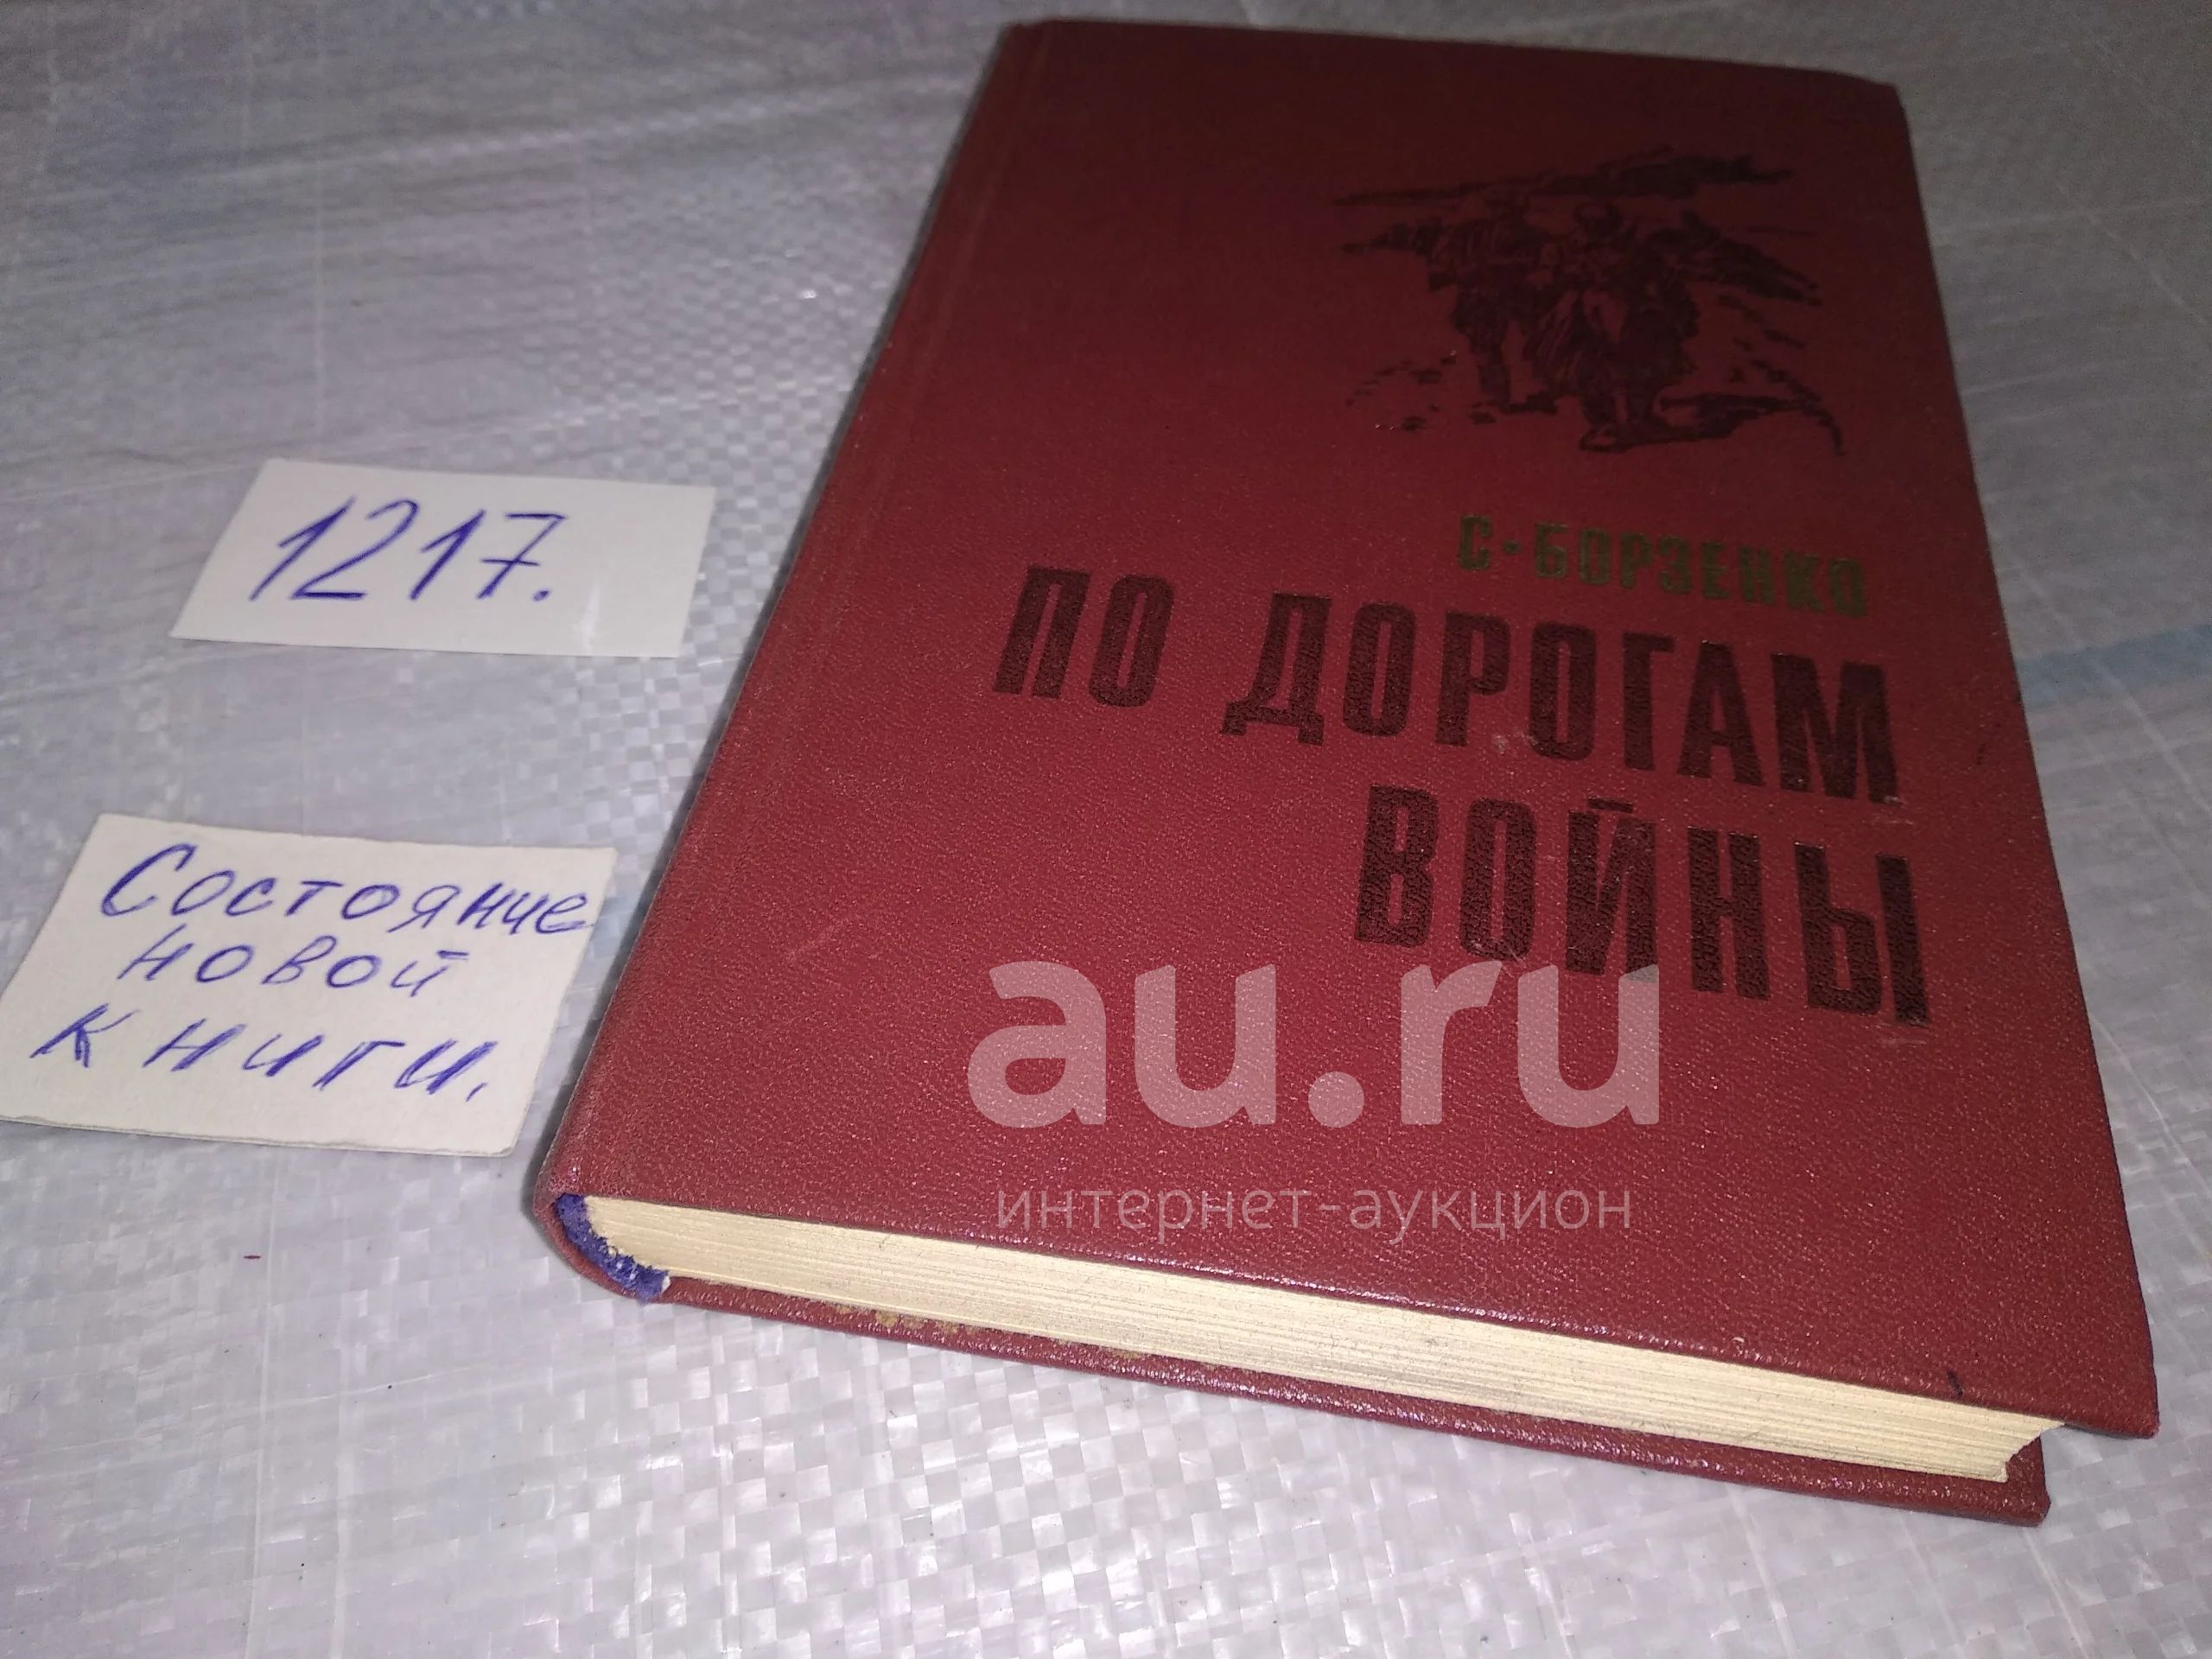 1217.
Состояние
новой
книги.
С·БОРЗЕНКО
ПО ДОРОГАМ
ВОЙНЫ
au.ru
интернет-аукцион